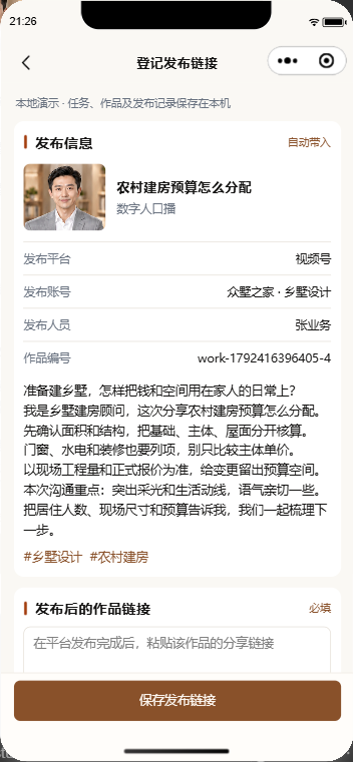 21:26
登记发布链接
本地演示 · 任务、作品及发布记录保存在本机
发布信息
自动带入
农村建房预算怎么分配
数字人口播
发布平台
视频号
发布账号
众墅之家 · 乡墅设计
发布人员
张业务
作品编号
work-1792416396405-4
准备建乡墅，怎样把钱和空间用在家人的日常上？
我是乡墅建房顾问，这次分享农村建房预算怎么分配。
先确认面积和结构，把基础、主体、屋面分开核算。
门窗、水电和装修也要列项，别只比较主体单价。
以现场工程量和正式报价为准，给变更留出预算空间。
本次沟通重点：突出采光和生活动线，语气亲切一些。
把居住人数、现场尺寸和预算告诉我，我们一起梳理下
一步。
#乡墅设计 #农村建房
发布后的作品链接
必填
在平台发布完成后，粘贴该作品的分享链接
保存发布链接